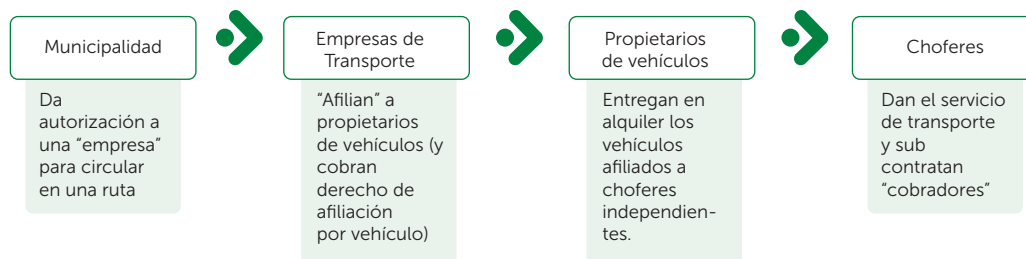 Municipalidad
Da
autorización a
una “empresa”
para circular
en una ruta
Empresas de
Transporte
“Afilian” a
propietarios
de vehículos (y
cobran
derecho de
afiliación
por vehículo)
Propietarios
de vehículos
Entregan en
alquiler los
vehículos
afiliados a
choferes
independien-
tes.
Choferes
Dan el servicio
de transporte
y sub
contratan
“cobradores”